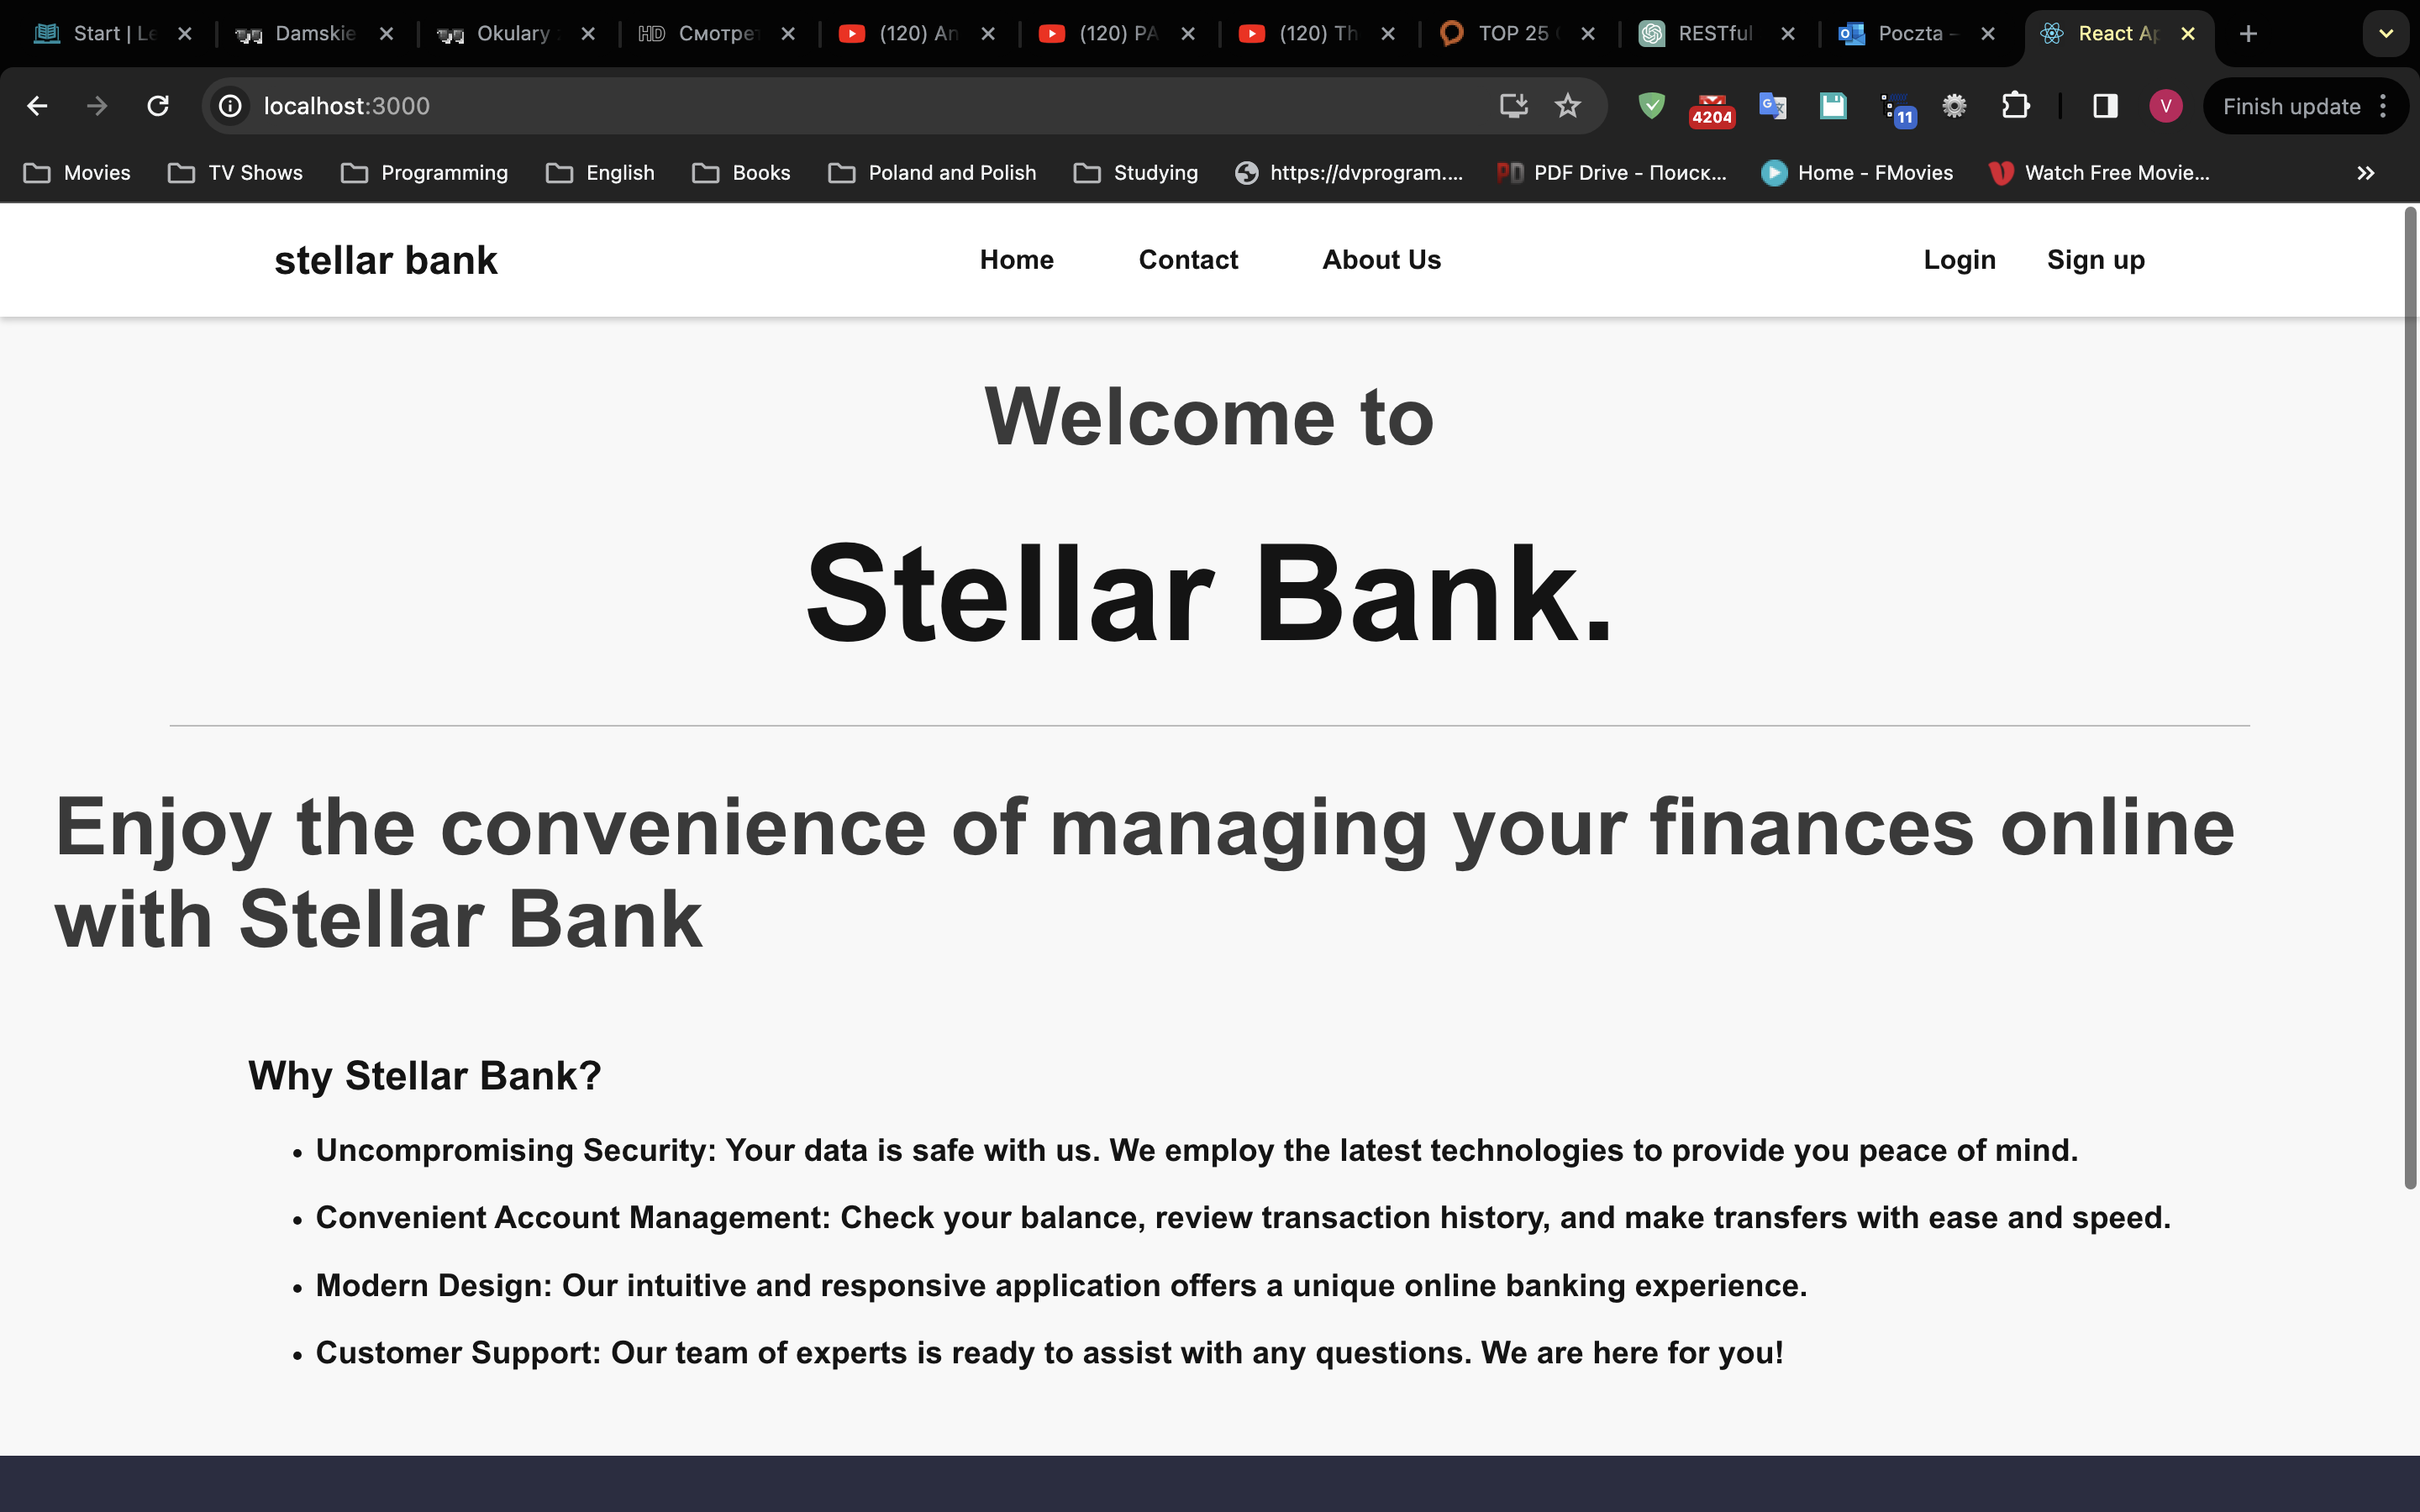 Start | Le
Damskie
Okulary
HD Смотре
(120) An
(120) PA
(120) Th
TOP 25
RESTful
Poczta –
React Ap
localhost:3000
4204
11
V
Finish update
Movies
TV Shows
Programming
English
Books
Poland and Polish
Studying
https://dvprogram....
PD PDF Drive - Поиск...
Home - FMovies
Watch Free Movie...
stellar bank
Home
Contact
About Us
Login
Sign up
Welcome to
Stellar Bank.
Enjoy the convenience of managing your finances online
with Stellar Bank
Why Stellar Bank?
• Uncompromising Security: Your data is safe with us. We employ the latest technologies to provide you peace of mind.
• Convenient Account Management: Check your balance, review transaction history, and make transfers with ease and speed.
• Modern Design: Our intuitive and responsive application offers a unique online banking experience.
• Customer Support: Our team of experts is ready to assist with any questions. We are here for you!